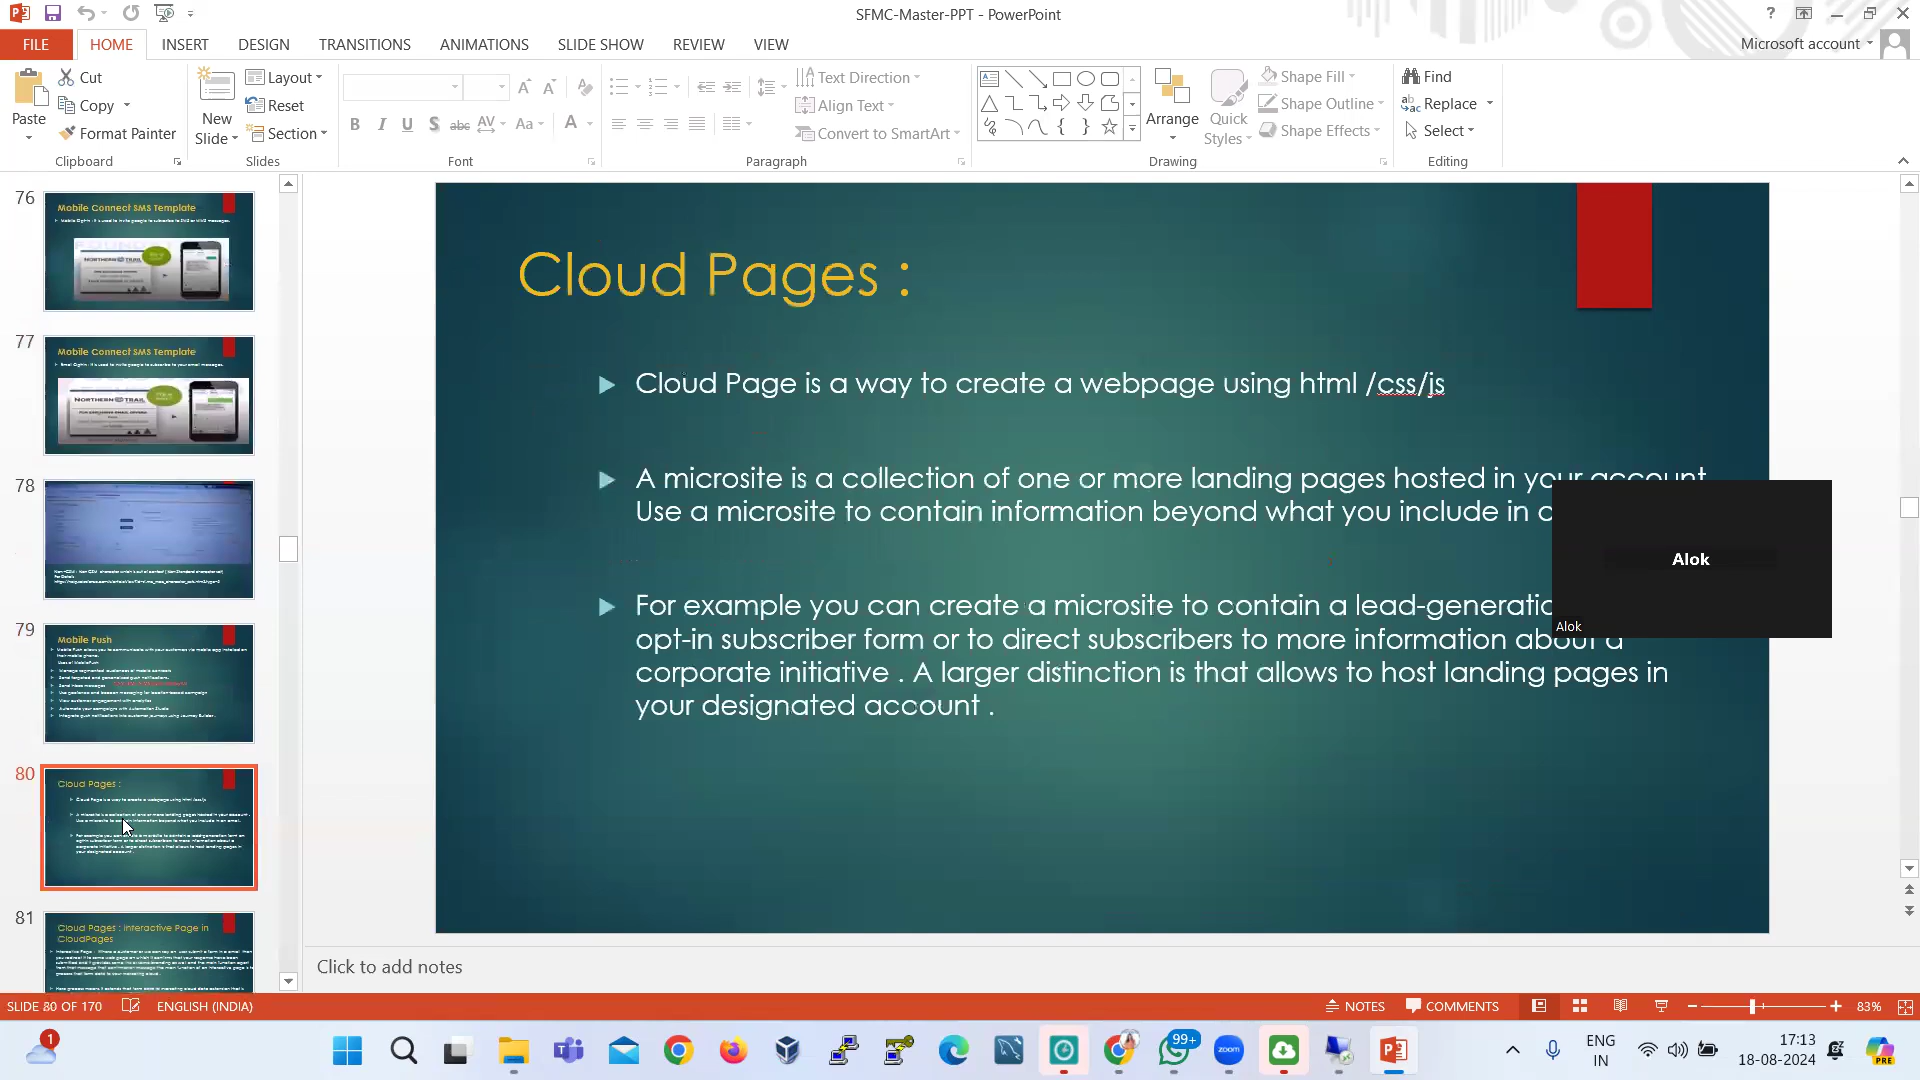 SFMC-Master-PPT - PowerPoint
FILE HOME INSERT DESIGN TRANSITIONS ANIMATIONS SLIDE SHOW REVIEW VIEW
Microsoft account
Paste
Cut
Copy
Format Painter
Clipboard
New Slide
Layout
Reset
Section
Slides
Font
Text Direction
Align Text
Convert to SmartArt
Paragraph
Arrange
Quick Styles
Shape Fill
Shape Outline
Shape Effects
Drawing
Find
Replace
Select
Editing
76
Mobile Connect SMS Template
77
Mobile Connect SMS Template
78
79
Mobile Push
80
Cloud Pages :
81
Cloud Pages : Interactive Page in
CloudPages
Cloud Pages :
Cloud Page is a way to create a webpage using html /css/js
A microsite is a collection of one or more landing pages hosted in your account
Use a microsite to contain information beyond what you include in
For example you can create a microsite to contain a lead-generatio
opt-in subscriber form or to direct subscribers to more information about a
corporate initiative . A larger distinction is that allows to host landing pages in
your designated account .
Alok
Alok
Click to add notes
SLIDE 80 OF 170 ENGLISH (INDIA)
NOTES COMMENTS 83%
1
99+
zoom
ENG
IN
17:13
18-08-2024
PRE